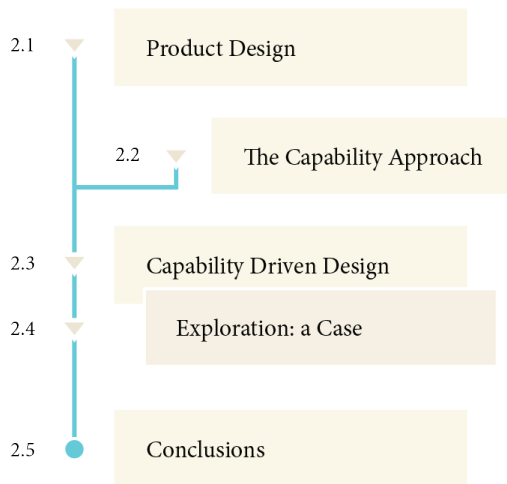 2.1 Product Design
2.2 The Capability Approach
2.3 Capability Driven Design
2.4 Exploration: a Case
2.5 Conclusions